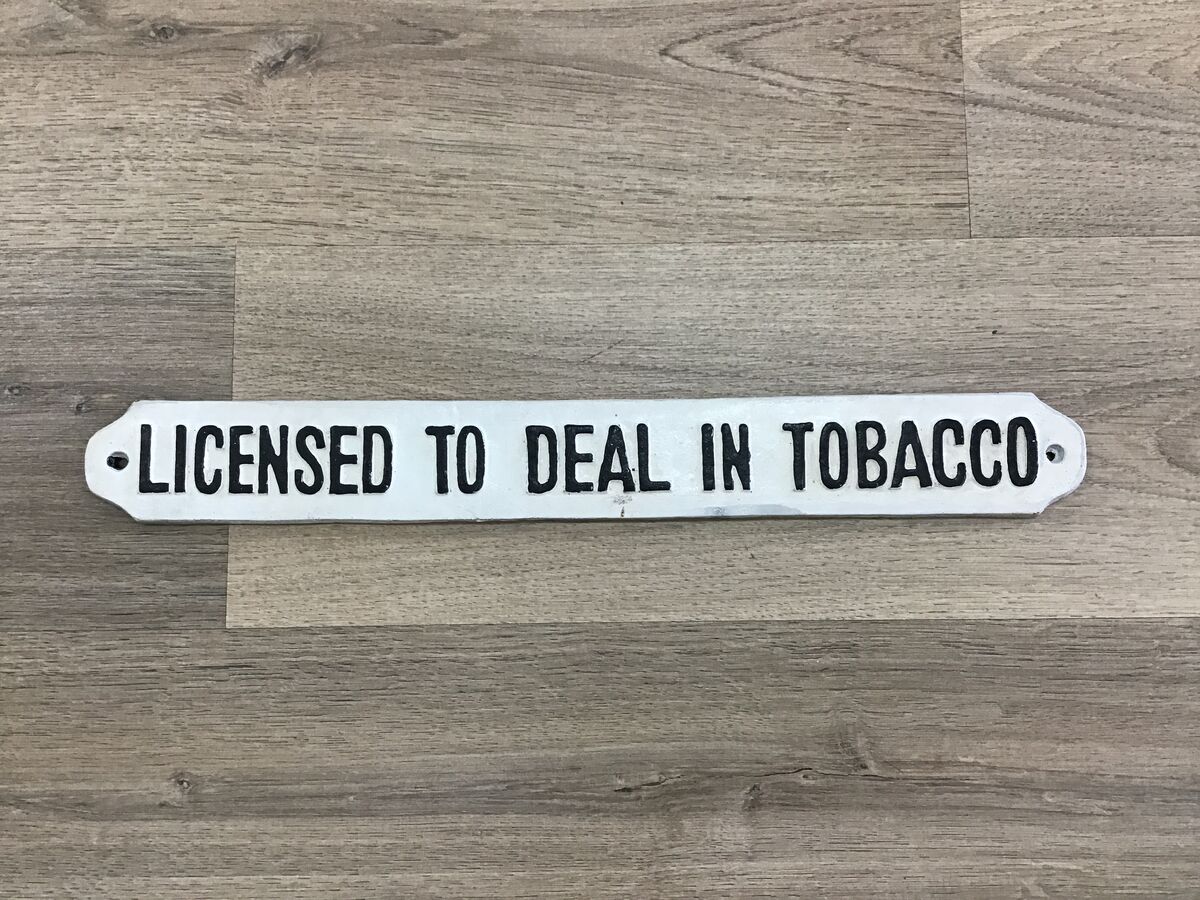 LICENSED TO DEAL IN TOBACCO